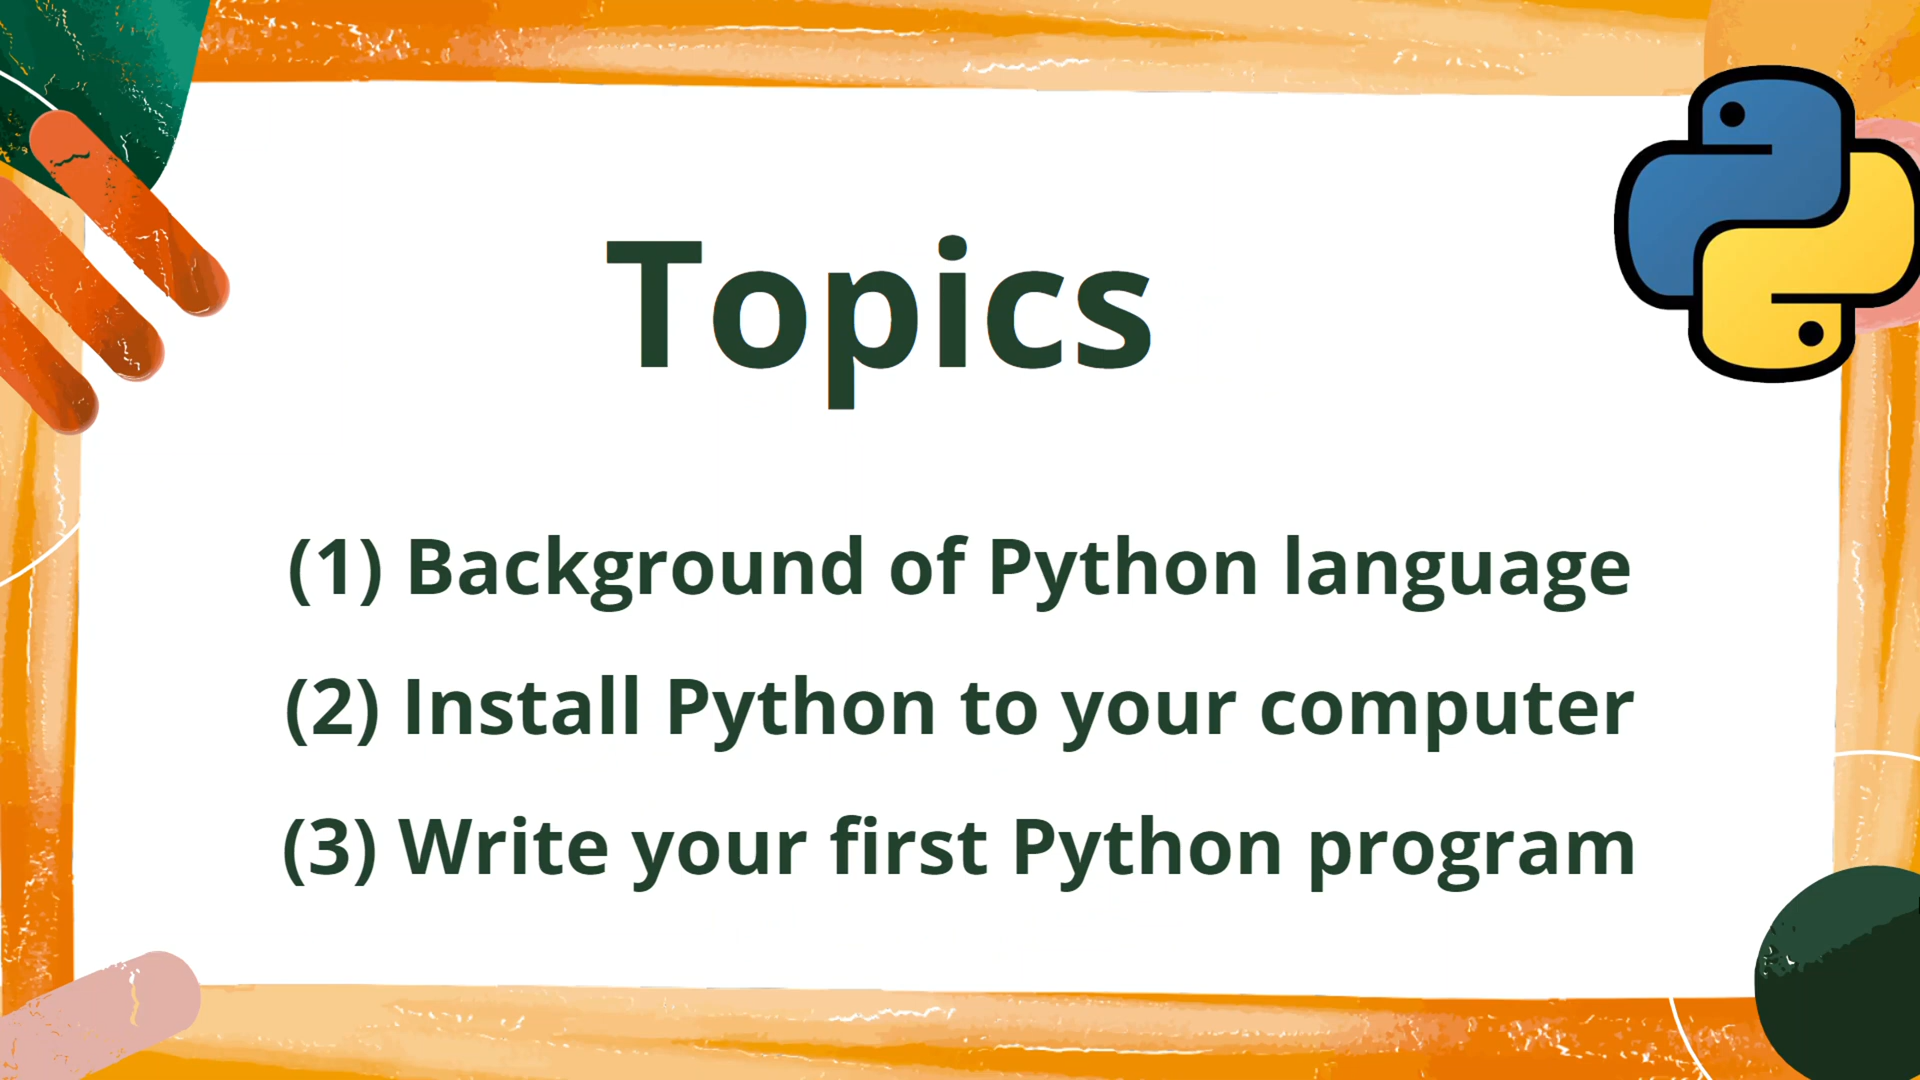 Topics
(1) Background of Python language
(2) Install Python to your computer
(3) Write your first Python program